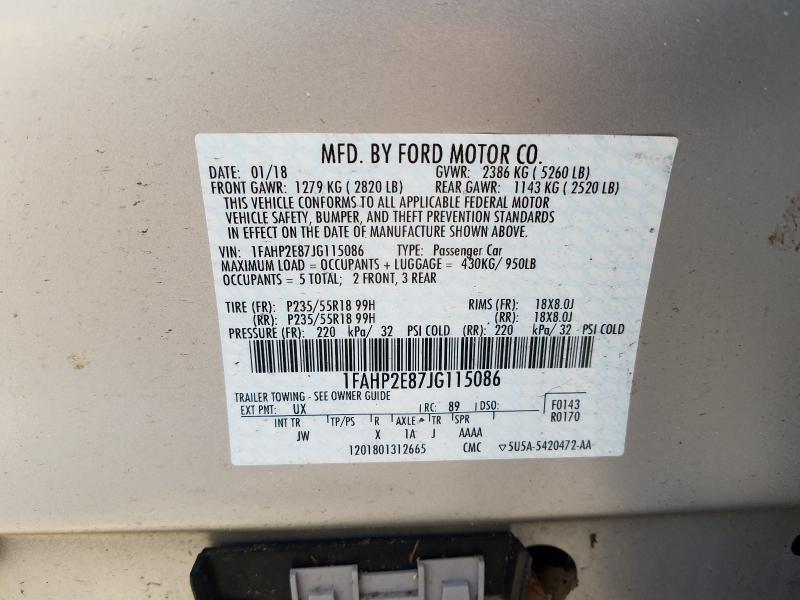 MFD. BY FORD MOTOR CO.
DATE: 01/18 GVWR: 2386 KG ( 5260 LB)
FRONT GAWR: 1279 KG ( 2820 LB) REAR GAWR: 1143 KG ( 2520 LB)
THIS VEHICLE CONFORMS TO ALL APPLICABLE FEDERAL MOTOR
VEHICLE SAFETY, BUMPER, AND THEFT PREVENTION STANDARDS
IN EFFECT ON THE DATE OF MANUFACTURE SHOWN ABOVE.
VIN: 1FAHP2E87JG115086 TYPE: Passenger Car
MAXIMUM LOAD = OCCUPANTS + LUGGAGE = 430KG/ 950LB
OCCUPANTS = 5 TOTAL; 2 FRONT, 3 REAR
TIRE (FR): P235/55R18 99H RIMS (FR): 18X8.0J
(RR): P235/55R18 99H (RR): 18X8.0J
PRESSURE (FR): 220 kPa/ 32 PSI COLD (RR): 220 kPa/ 32 PSI COLD
1FAHP2E87JG115086
TRAILER TOWING - SEE OWNER GUIDE
EXT PNT: UX RC: 89 DSO: F0143
INT TR TP/PS R AXLE TR SPR R0170
JW X 1A J AAAA
1201801312665 CMC ▽5U5A-5420472-AA